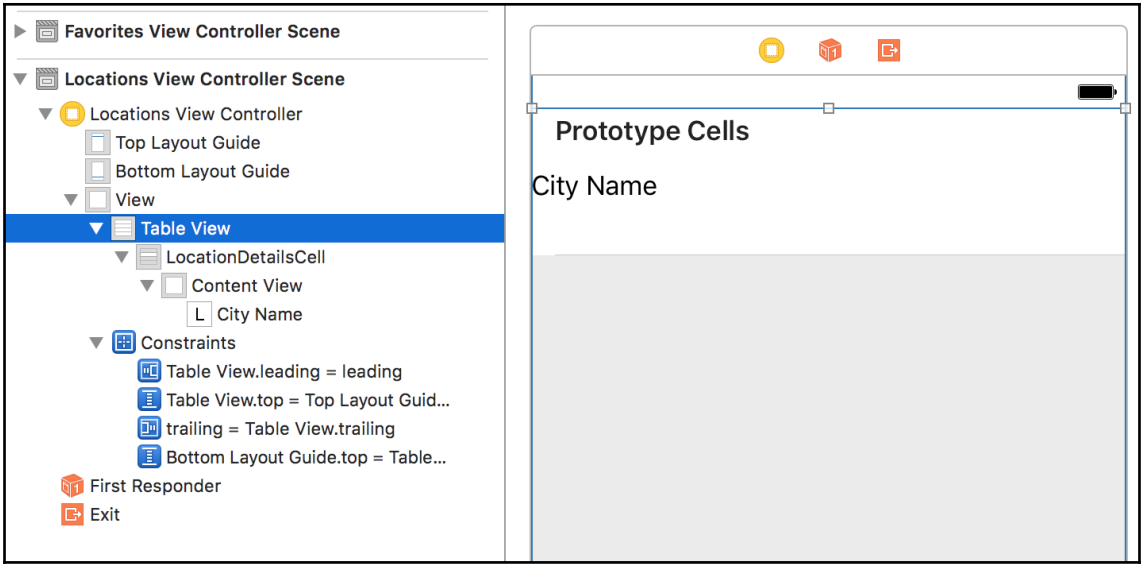 Favorites View Controller Scene
Locations View Controller Scene
Locations View Controller
Top Layout Guide
Bottom Layout Guide
View
Table View
LocationDetailsCell
Content View
L City Name
Constraints
Table View.leading = leading
Table View.top = Top Layout Guid...
trailing = Table View.trailing
Bottom Layout Guide.top = Table...
First Responder
Exit
Prototype Cells
City Name